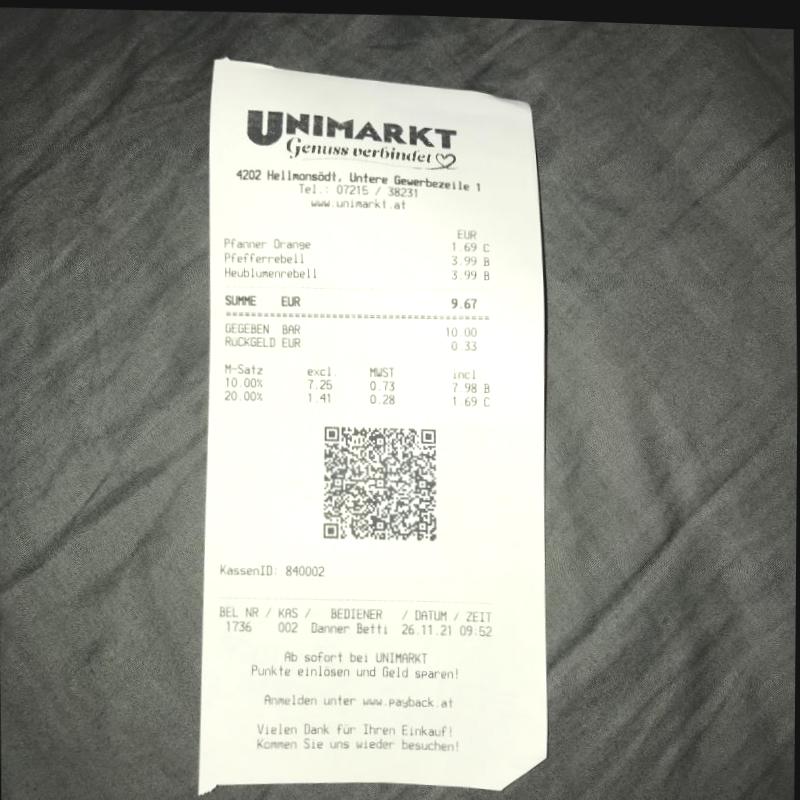 UNIMARKT
Genuss verbindet
4202 Hellmonsödt, Untere Gewerbezeile 1
Tel.: 07215 / 38231
www.unimarkt.at
EUR
Pfanner Orange 1.69 C
Pfefferrebell 3.99 B
Heublumenrebell 3.99 B
SUMME EUR 9.67
GEGEBEN BAR 10.00
RüCKGELD EUR 0.33
M-Satz excl. MWST incl
10.00% 7.25 0.73 7.98 B
20.00% 1.41 0.28 1.69 C
KassenID: 840002
BEL NR / KAS / BEDIENER / DATUM / ZEIT
1736 002 Danner Betti 26.11.21 09:52
Ab sofort bei UNIMARKT
Punkte einlösen und Geld sparen!
Anmelden unter www.payback.at
Vielen Dank für Ihren Einkauf!
Kommen Sie uns wieder besuchen!